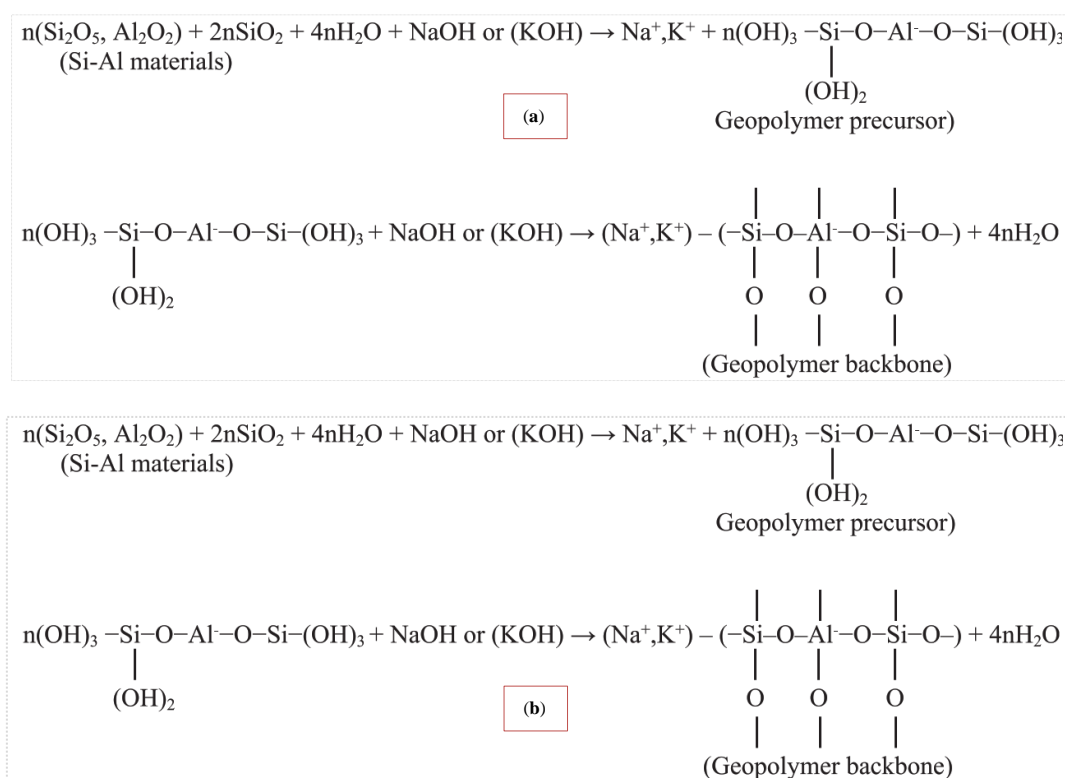 n(Si₂O₅, Al₂O₂) + 2nSiO₂ + 4nH₂O + NaOH or (KOH) → Na⁺,K⁺ + n(OH)₃ –Si–O–Al⁻–O–Si–(OH)₃
(Si-Al materials)
(OH)₂
(a)
Geopolymer precursor)
n(OH)₃ –Si–O–Al⁻–O–Si–(OH)₃ + NaOH or (KOH) → (Na⁺,K⁺) – (–Si–O–Al⁻–O–Si–O–) + 4nH₂O
(OH)₂ O O O
(Geopolymer backbone)
n(Si₂O₅, Al₂O₂) + 2nSiO₂ + 4nH₂O + NaOH or (KOH) → Na⁺,K⁺ + n(OH)₃ –Si–O–Al⁻–O–Si–(OH)₃
(Si-Al materials)
(OH)₂
Geopolymer precursor)
n(OH)₃ –Si–O–Al⁻–O–Si–(OH)₃ + NaOH or (KOH) → (Na⁺,K⁺) – (–Si–O–Al⁻–O–Si–O–) + 4nH₂O
(OH)₂ O O O
(b)
(Geopolymer backbone)